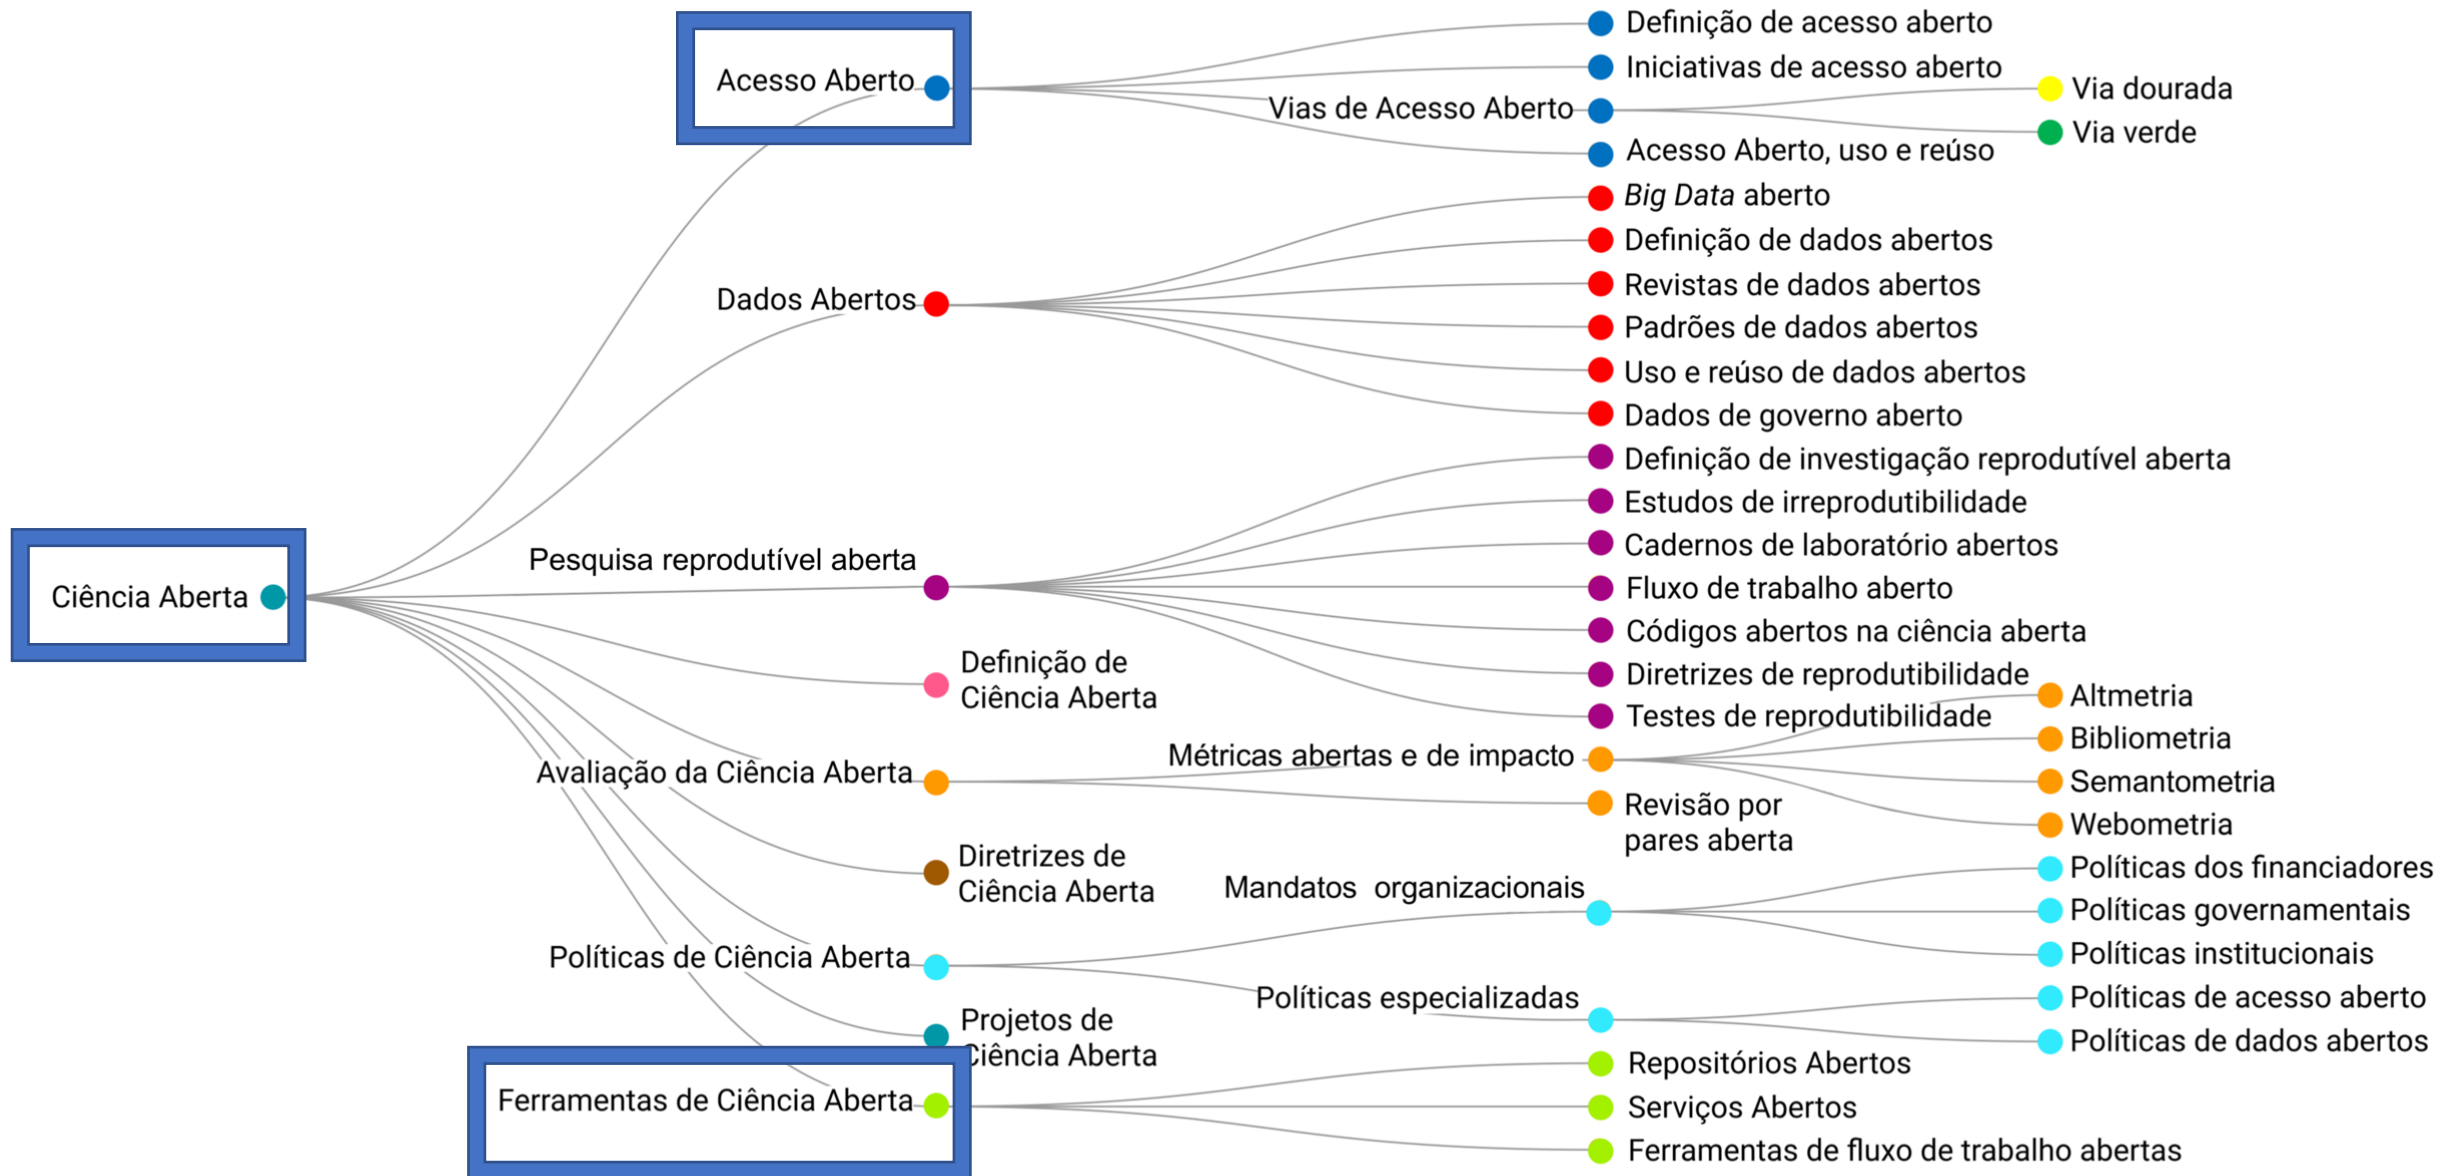 Ciência Aberta
Acesso Aberto
Definição de acesso aberto
Iniciativas de acesso aberto
Vias de Acesso Aberto
Via dourada
Via verde
Acesso Aberto, uso e reúso
Dados Abertos
Big Data aberto
Definição de dados abertos
Revistas de dados abertos
Padrões de dados abertos
Uso e reúso de dados abertos
Dados de governo aberto
Pesquisa reprodutível aberta
Definição de investigação reprodutível aberta
Estudos de irreprodutibilidade
Cadernos de laboratório abertos
Fluxo de trabalho aberto
Códigos abertos na ciência aberta
Diretrizes de reprodutibilidade
Testes de reprodutibilidade
Definição de
Ciência Aberta
Avaliação da Ciência Aberta
Métricas abertas e de impacto
Altmetria
Bibliometria
Semantometria
Webometria
Revisão por
pares aberta
Diretrizes de
Ciência Aberta
Políticas de Ciência Aberta
Mandatos organizacionais
Políticas dos financiadores
Políticas governamentais
Políticas institucionais
Políticas especializadas
Políticas de acesso aberto
Políticas de dados abertos
Projetos de
Ciência Aberta
Ferramentas de Ciência Aberta
Repositórios Abertos
Serviços Abertos
Ferramentas de fluxo de trabalho abertas